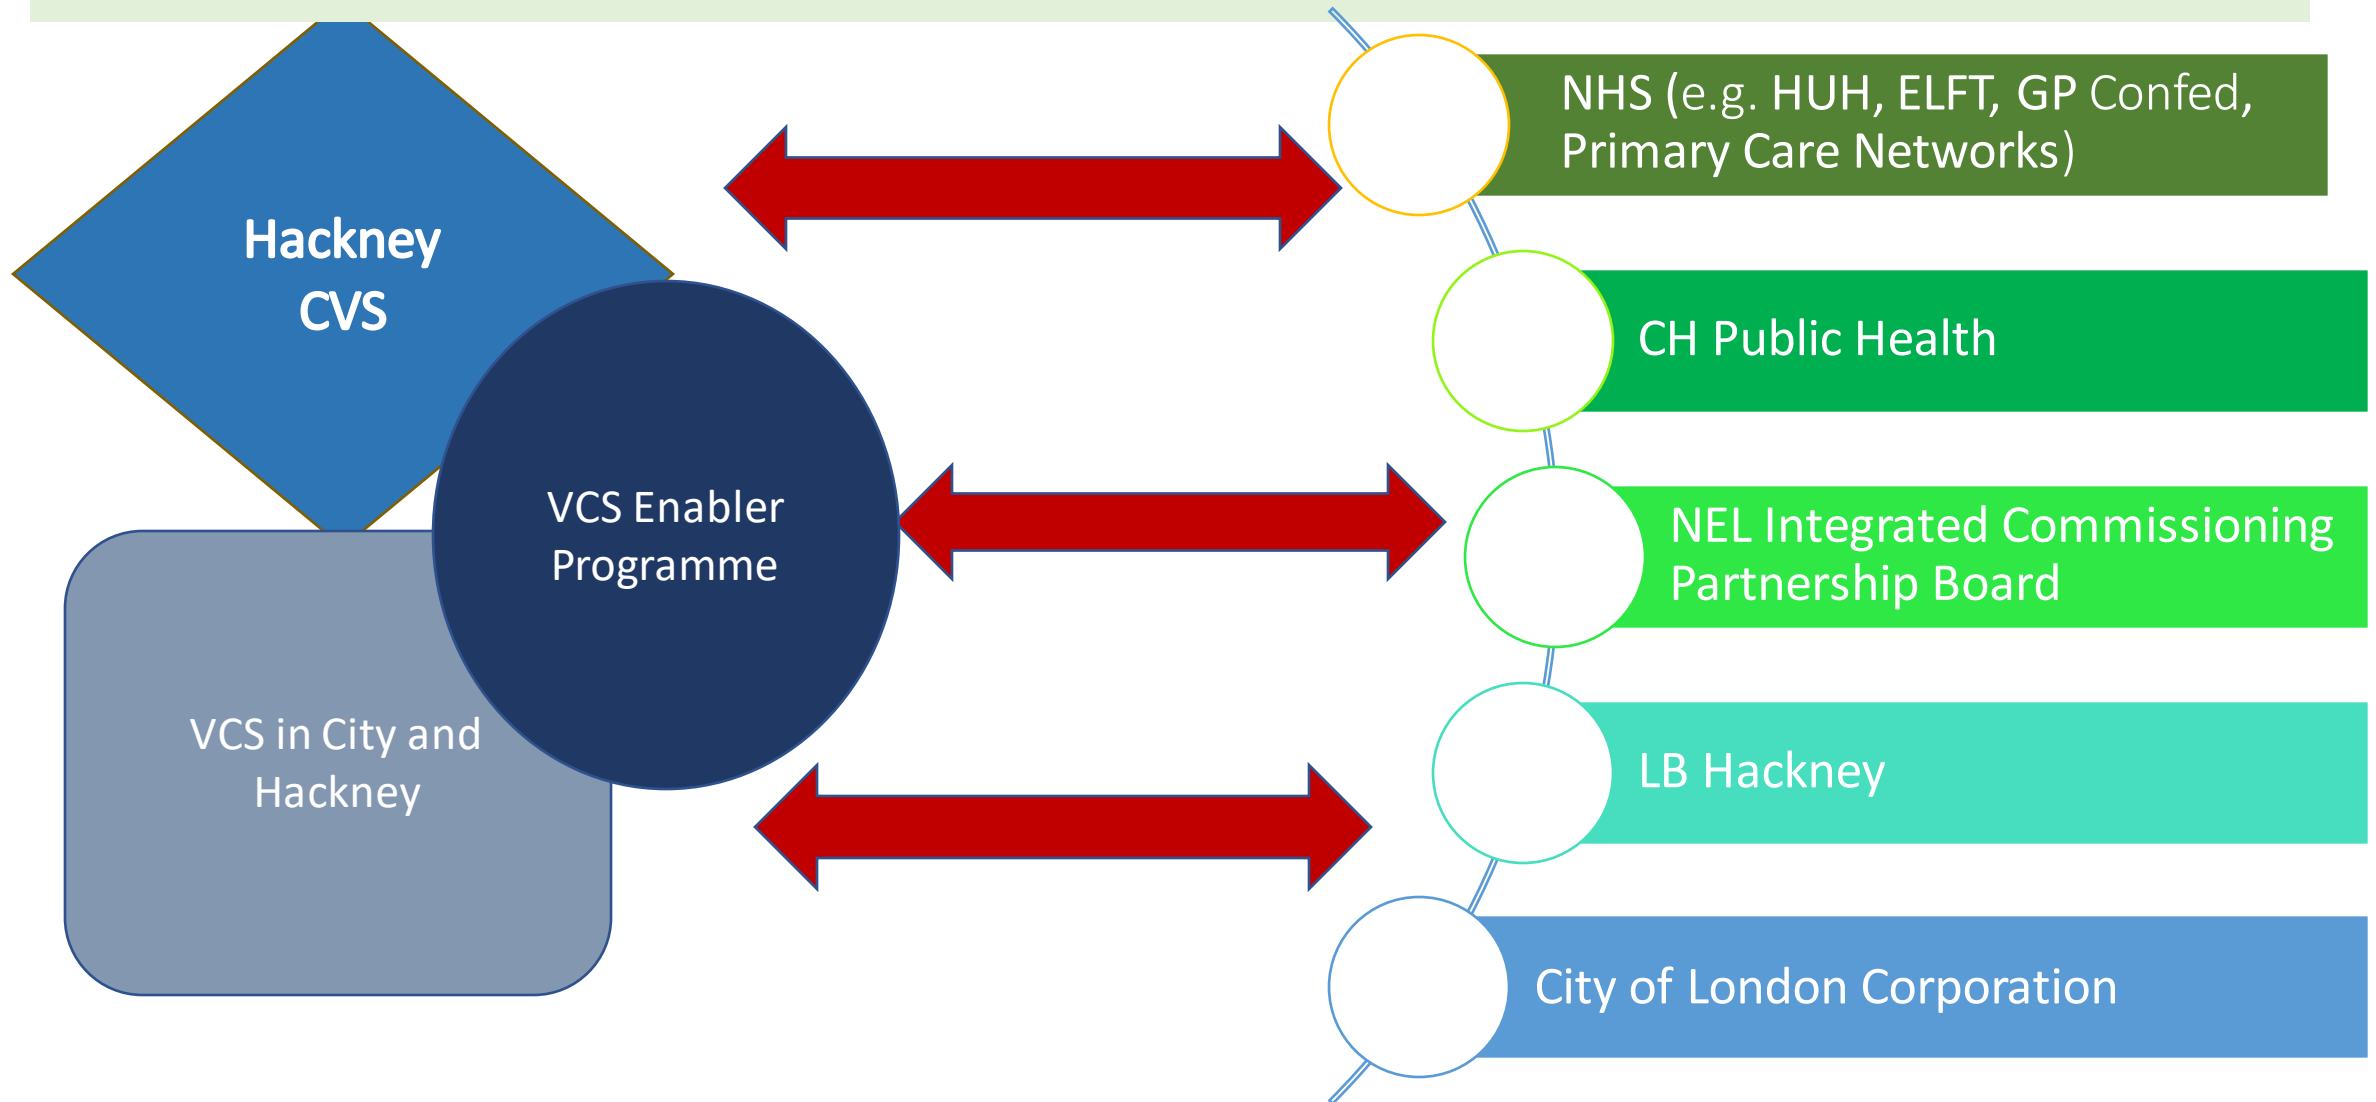 Hackney
CVS
VCS Enabler
Programme
VCS in City and
Hackney
NHS (e.g. HUH, ELFT, GP Confed,
Primary Care Networks)
CH Public Health
NEL Integrated Commissioning
Partnership Board
LB Hackney
City of London Corporation